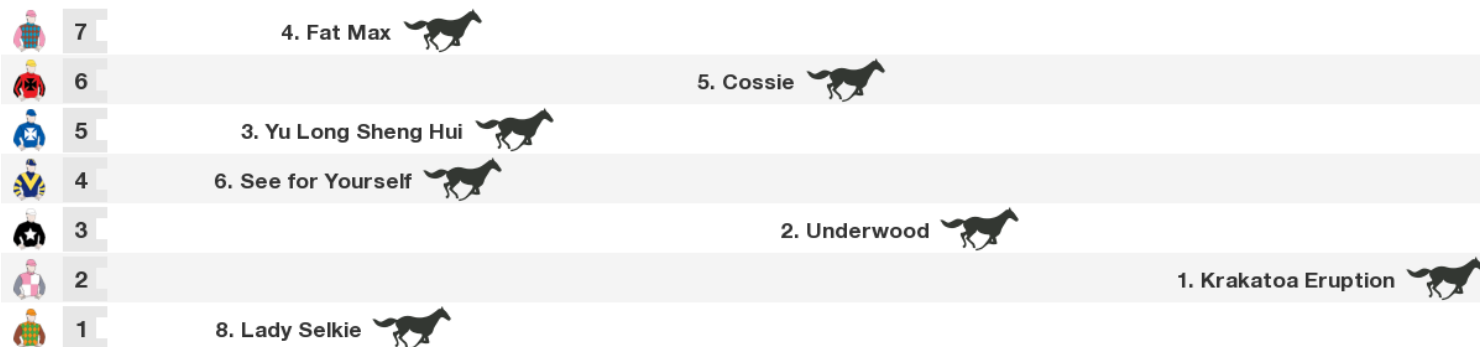 7 4. Fat Max
6 5. Cossie
5 3. Yu Long Sheng Hui
4 6. See for Yourself
3 2. Underwood
2 1. Krakatoa Eruption
1 8. Lady Selkie